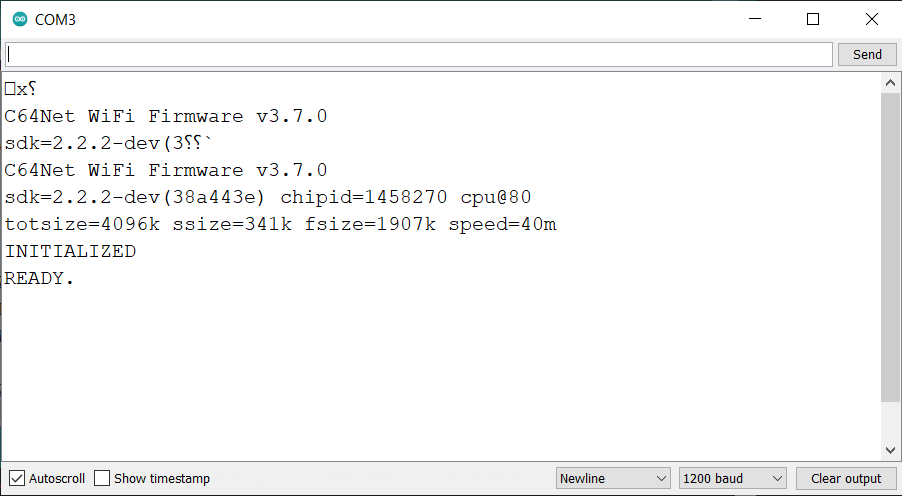 COM3
Send
□x⸮
C64Net WiFi Firmware v3.7.0
sdk=2.2.2-dev(3⸮⸮`
C64Net WiFi Firmware v3.7.0
sdk=2.2.2-dev(38a443e) chipid=1458270 cpu@80
totsize=4096k ssize=341k fsize=1907k speed=40m
INITIALIZED
READY.
Autoscroll Show timestamp Newline 1200 baud Clear output